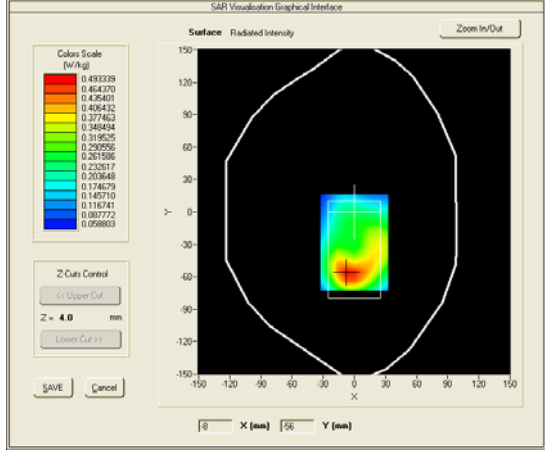 SAR Visualisation Graphical Interface
Surface Radiated Intensity
Zoom In/Out
Colors Scale
(W/kg)
0.493339
0.464370
0.435401
0.406432
0.377463
0.348494
0.319525
0.290556
0.261586
0.232617
0.203648
0.174679
0.145710
0.116741
0.087772
0.058803
150
120
90
60
30
0
-30
-60
-90
-120
-150
Y
-150 -120 -90 -60 -30 0 30 60 90 120 150
X
Z Cuts Control
<< Upper Cut
Z = 4.0 mm
Lower Cut >>
SAVE Cancel
-8 X (mm) -56 Y (mm)